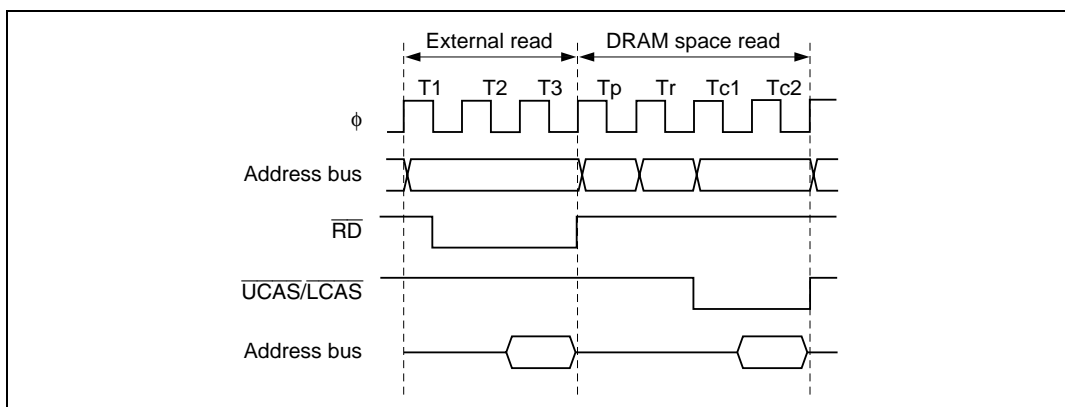 External read DRAM space read
T1 T2 T3 Tp Tr Tc1 Tc2
ϕ
Address bus
RD
UCAS/LCAS
Address bus